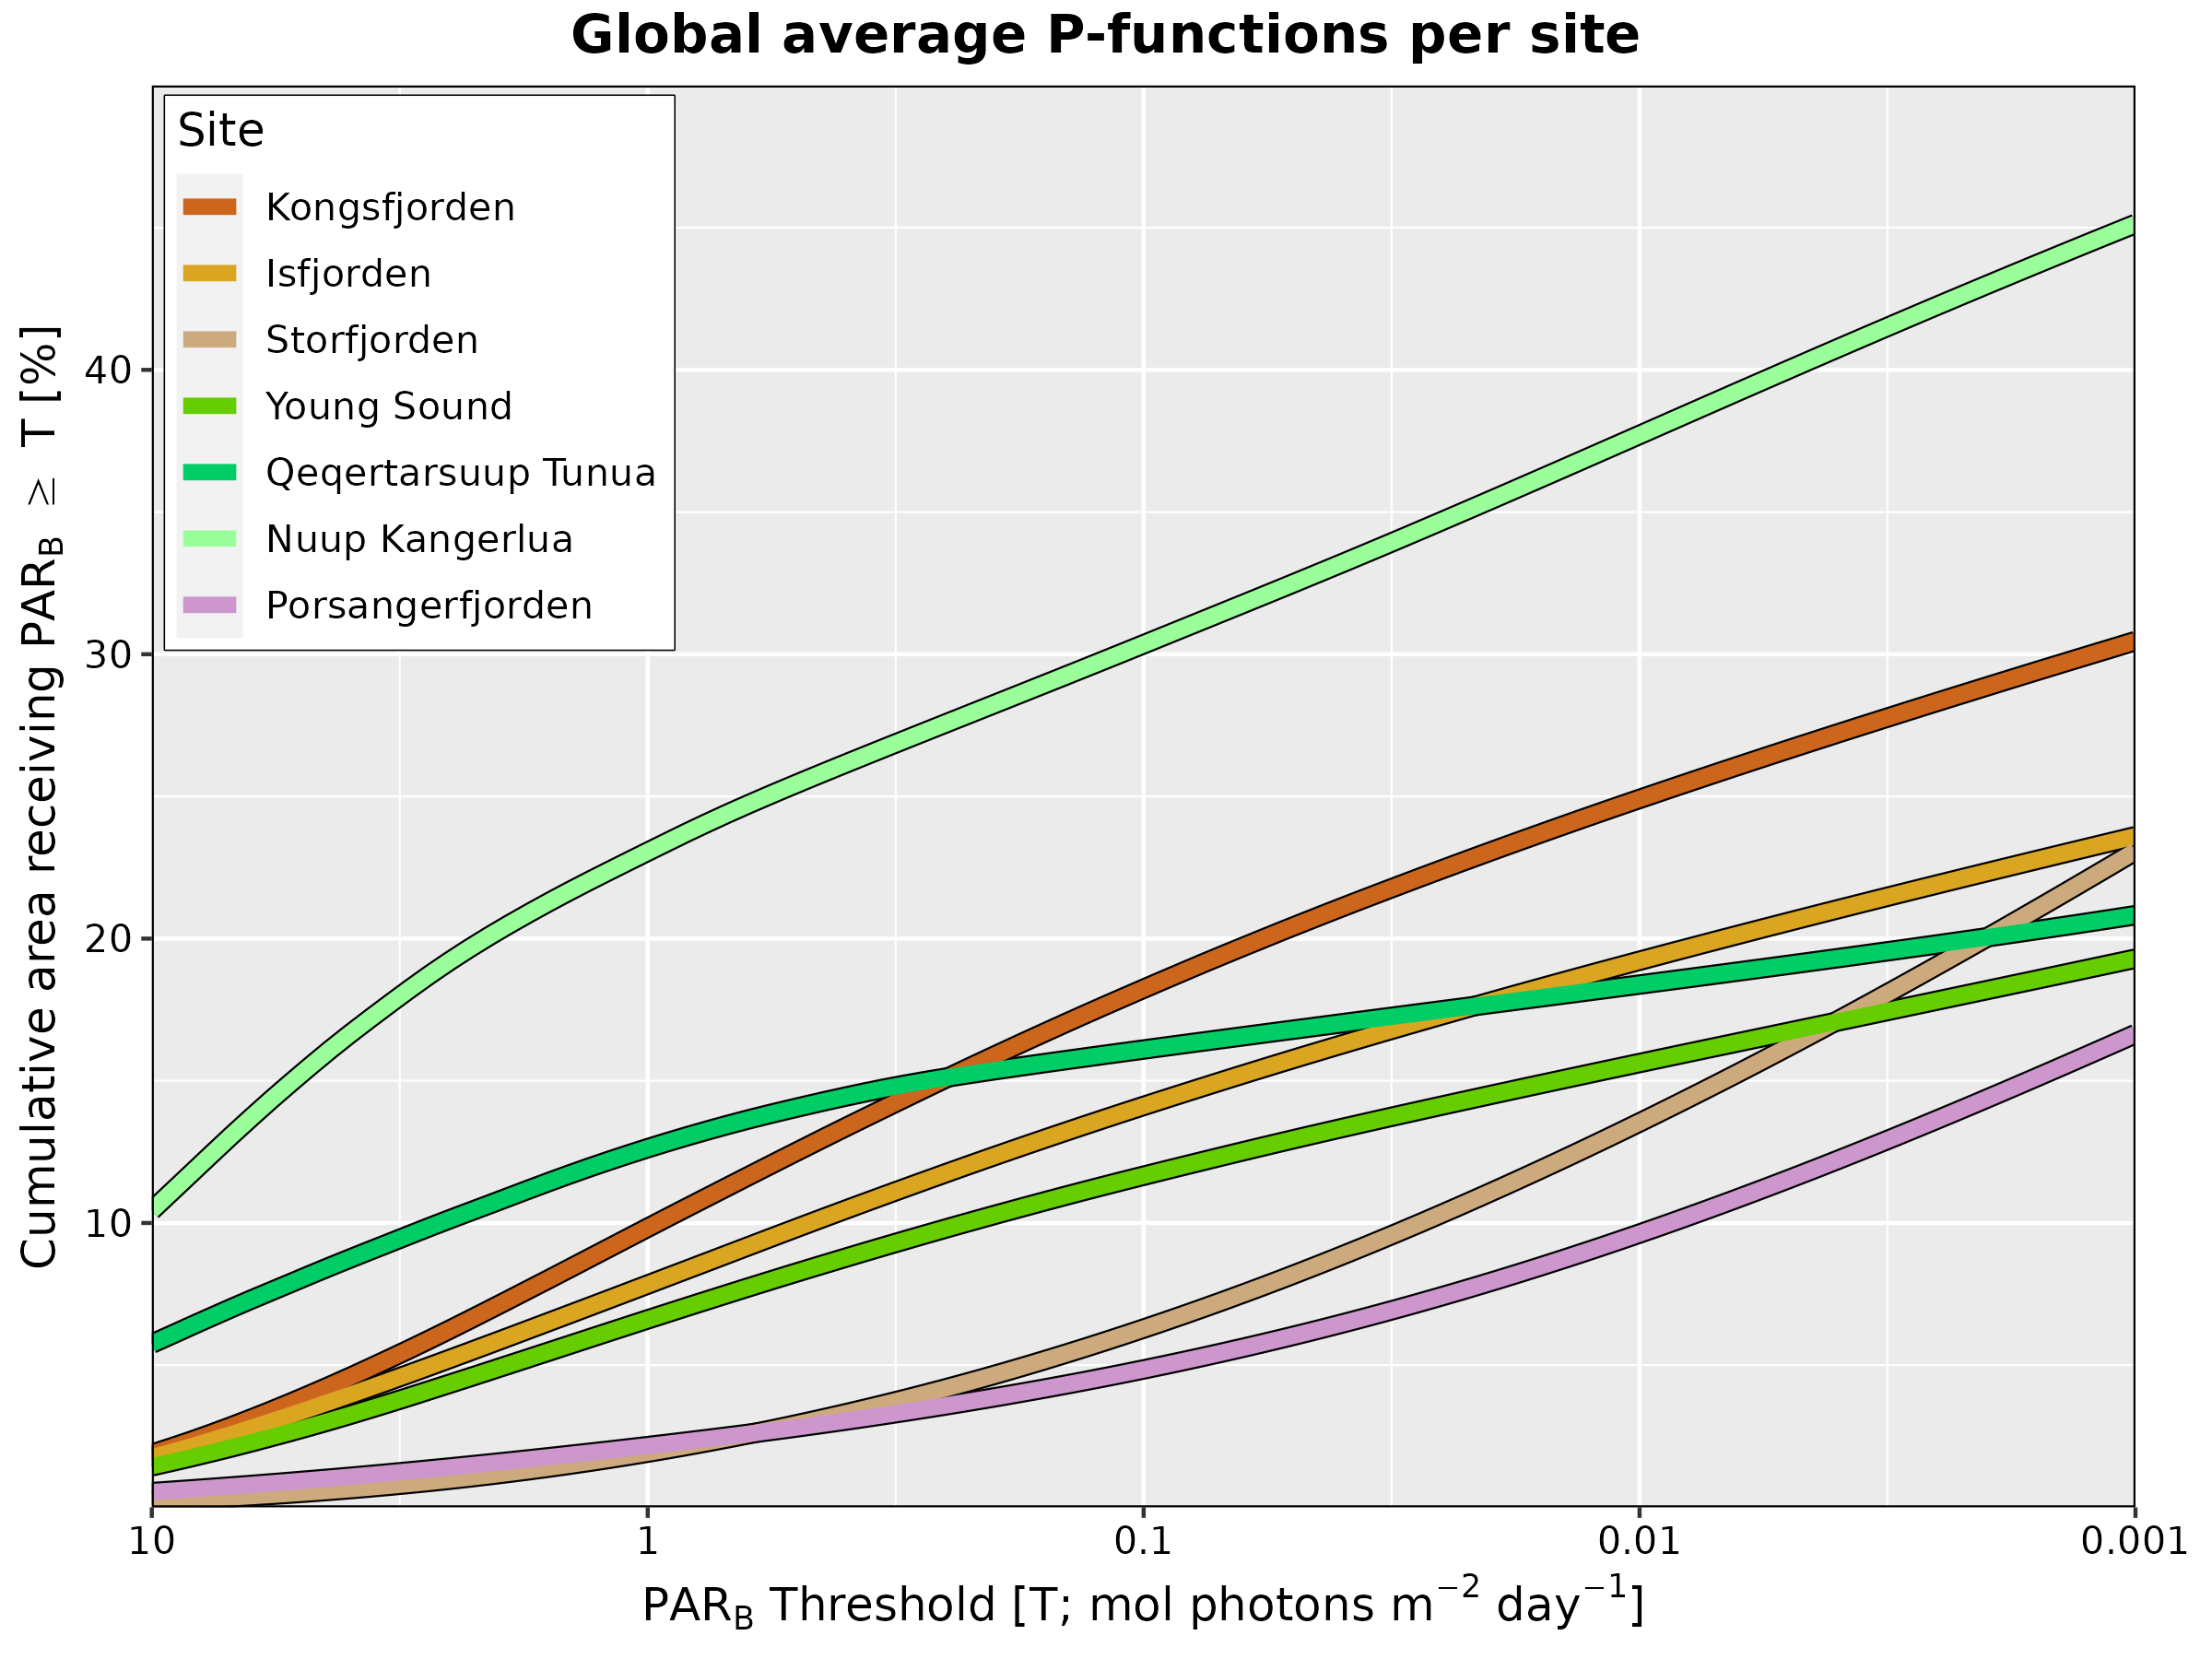 Global average P-functions per site
Cumulative area receiving PAR_B ≥ T [%]
Site
Kongsfjorden
Isfjorden
Storfjorden
Young Sound
Qeqertarsuup Tunua
Nuup Kangerlua
Porsangerfjorden
40
30
20
10
10 1 0.1 0.01 0.001
PAR_B Threshold [T; mol photons m⁻² day⁻¹]